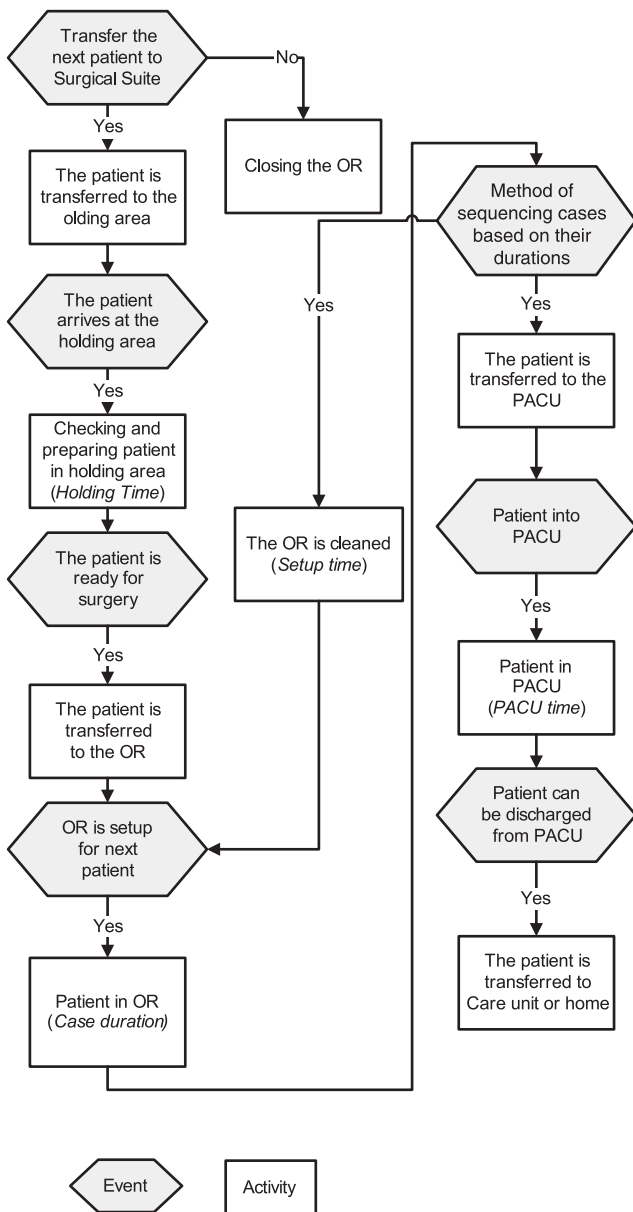 Transfer the
next patient to
Surgical Suite
No
Yes
Closing the OR
The patient is
transferred to the
olding area
The patient
arrives at the
holding area
Yes
Checking and
preparing patient
in holding area
(Holding Time)
The patient is
ready for
surgery
Yes
The patient is
transferred
to the OR
OR is setup
for next
patient
Yes
Patient in OR
(Case duration)
Method of
sequencing cases
based on their
durations
Yes
The OR is cleaned
(Setup time)
Yes
The patient is
transferred to the
PACU
Patient into
PACU
Yes
Patient in
PACU
(PACU time)
Patient can
be discharged
from PACU
Yes
The patient is
transferred to
Care unit or home
Event
Activity